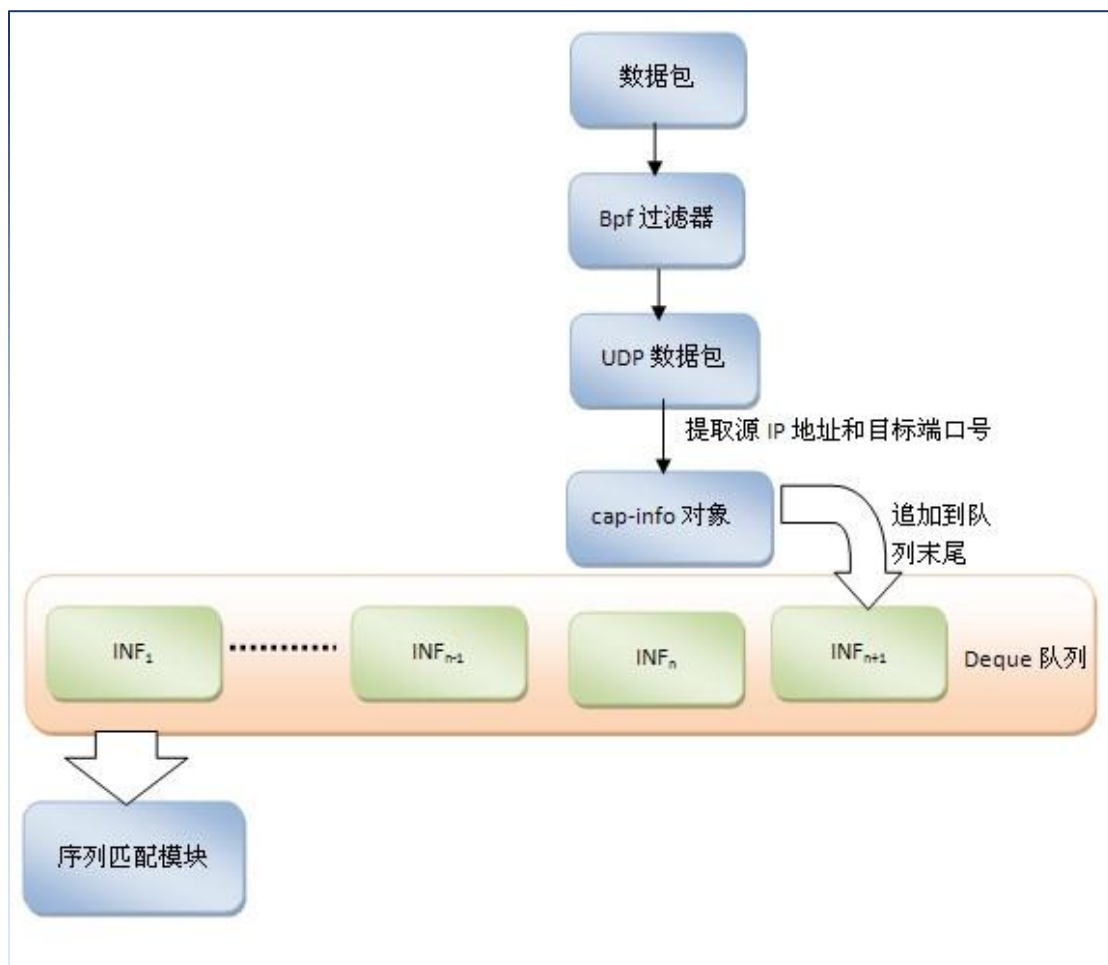 数据包
Bpf 过滤器
UDP 数据包
提取源 IP 地址和目标端口号
cap-info 对象
追加到队
列末尾
INF₁
INFₙ₋₁
INFₙ
INFₙ₊₁
Deque 队列
序列匹配模块